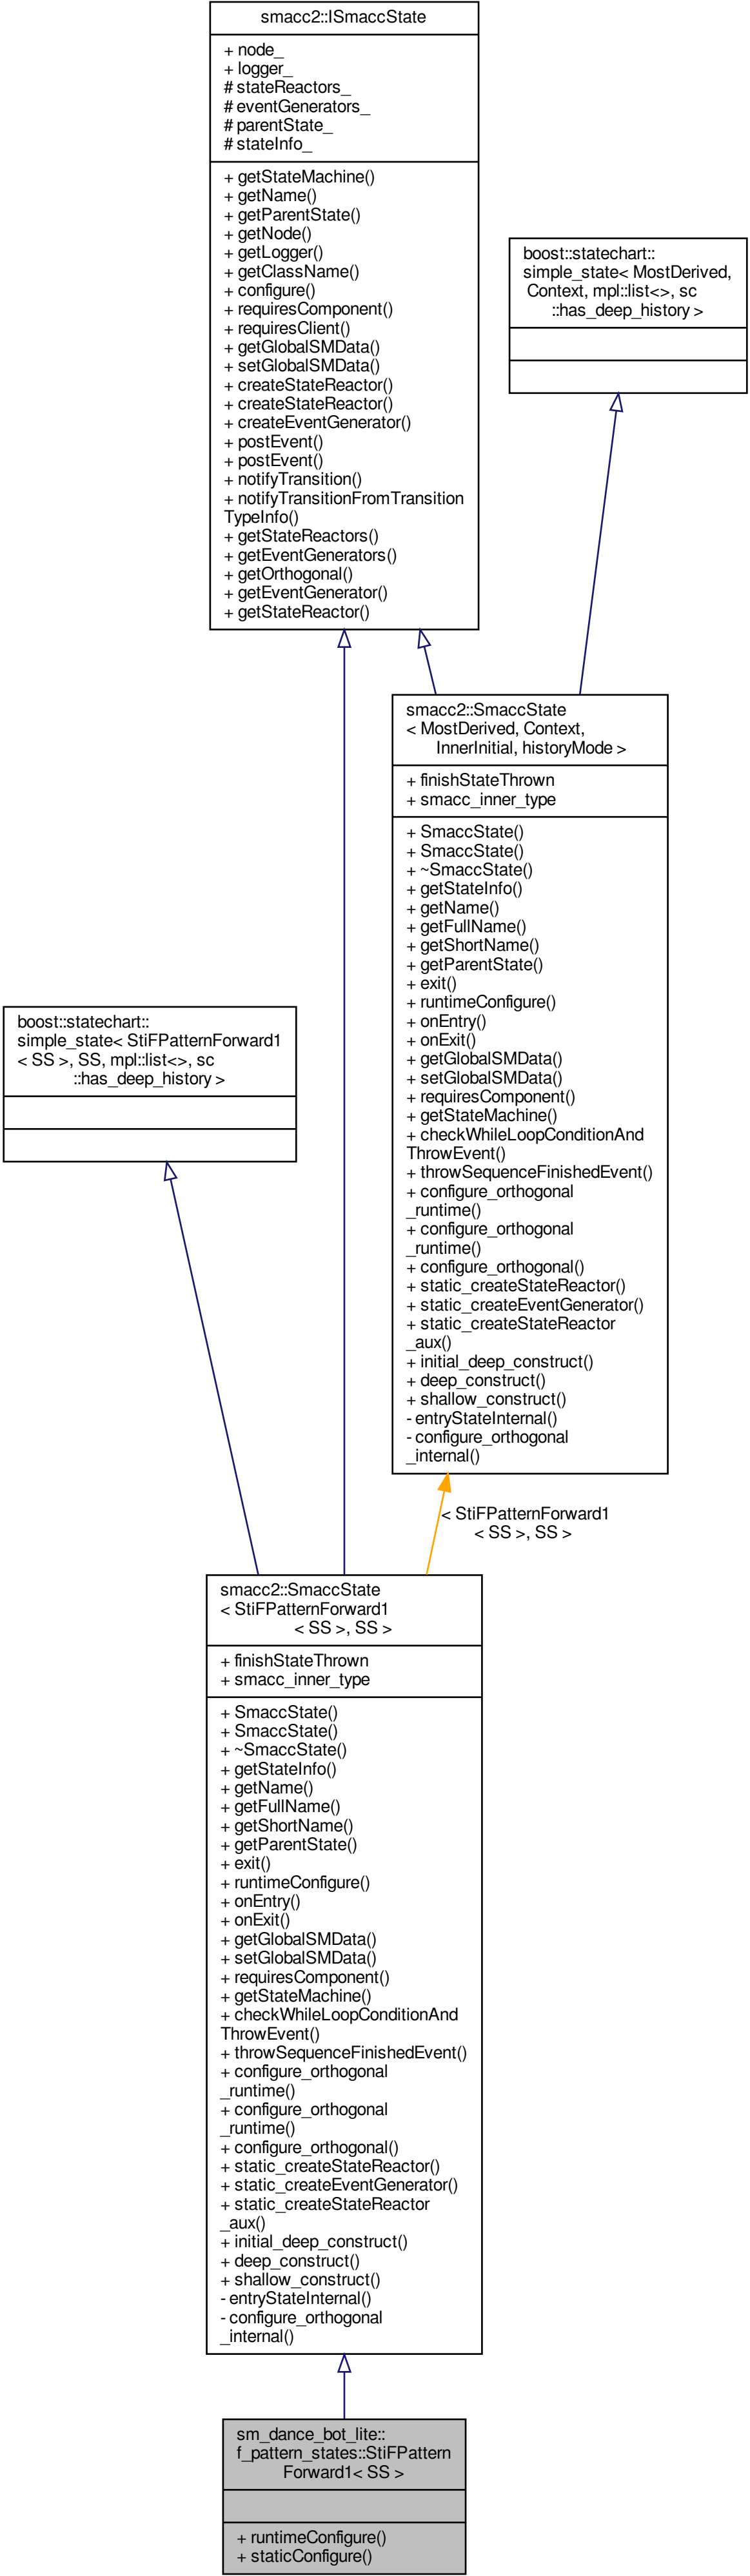 smacc2::ISmaccState
+ node_
+ logger_
# stateReactors_
# eventGenerators_
# parentState_
# stateInfo_
+ getStateMachine()
+ getName()
+ getParentState()
+ getNode()
+ getLogger()
+ getClassName()
+ configure()
+ requiresComponent()
+ requiresClient()
+ getGlobalSMData()
+ setGlobalSMData()
+ createStateReactor()
+ createStateReactor()
+ createEventGenerator()
+ postEvent()
+ postEvent()
+ notifyTransition()
+ notifyTransitionFromTransition
TypeInfo()
+ getStateReactors()
+ getEventGenerators()
+ getOrthogonal()
+ getEventGenerator()
+ getStateReactor()
boost::statechart::
simple_state< MostDerived,
Context, mpl::list<>, sc
::has_deep_history >
smacc2::SmaccState
< MostDerived, Context,
InnerInitial, historyMode >
+ finishStateThrown
+ smacc_inner_type
+ SmaccState()
+ SmaccState()
+ ~SmaccState()
+ getStateInfo()
+ getName()
+ getFullName()
+ getShortName()
+ getParentState()
+ exit()
+ runtimeConfigure()
+ onEntry()
+ onExit()
+ getGlobalSMData()
+ setGlobalSMData()
+ requiresComponent()
+ getStateMachine()
+ checkWhileLoopConditionAnd
ThrowEvent()
+ throwSequenceFinishedEvent()
+ configure_orthogonal
_runtime()
+ configure_orthogonal
_runtime()
+ configure_orthogonal()
+ static_createStateReactor()
+ static_createEventGenerator()
+ static_createStateReactor
_aux()
+ initial_deep_construct()
+ deep_construct()
+ shallow_construct()
- entryStateInternal()
- configure_orthogonal
_internal()
boost::statechart::
simple_state< StiFPatternForward1
< SS >, SS, mpl::list<>, sc
::has_deep_history >
< StiFPatternForward1
< SS >, SS >
smacc2::SmaccState
< StiFPatternForward1
< SS >, SS >
+ finishStateThrown
+ smacc_inner_type
+ SmaccState()
+ SmaccState()
+ ~SmaccState()
+ getStateInfo()
+ getName()
+ getFullName()
+ getShortName()
+ getParentState()
+ exit()
+ runtimeConfigure()
+ onEntry()
+ onExit()
+ getGlobalSMData()
+ setGlobalSMData()
+ requiresComponent()
+ getStateMachine()
+ checkWhileLoopConditionAnd
ThrowEvent()
+ throwSequenceFinishedEvent()
+ configure_orthogonal
_runtime()
+ configure_orthogonal
_runtime()
+ configure_orthogonal()
+ static_createStateReactor()
+ static_createEventGenerator()
+ static_createStateReactor
_aux()
+ initial_deep_construct()
+ deep_construct()
+ shallow_construct()
- entryStateInternal()
- configure_orthogonal
_internal()
sm_dance_bot_lite::
f_pattern_states::StiFPattern
Forward1< SS >
+ runtimeConfigure()
+ staticConfigure()